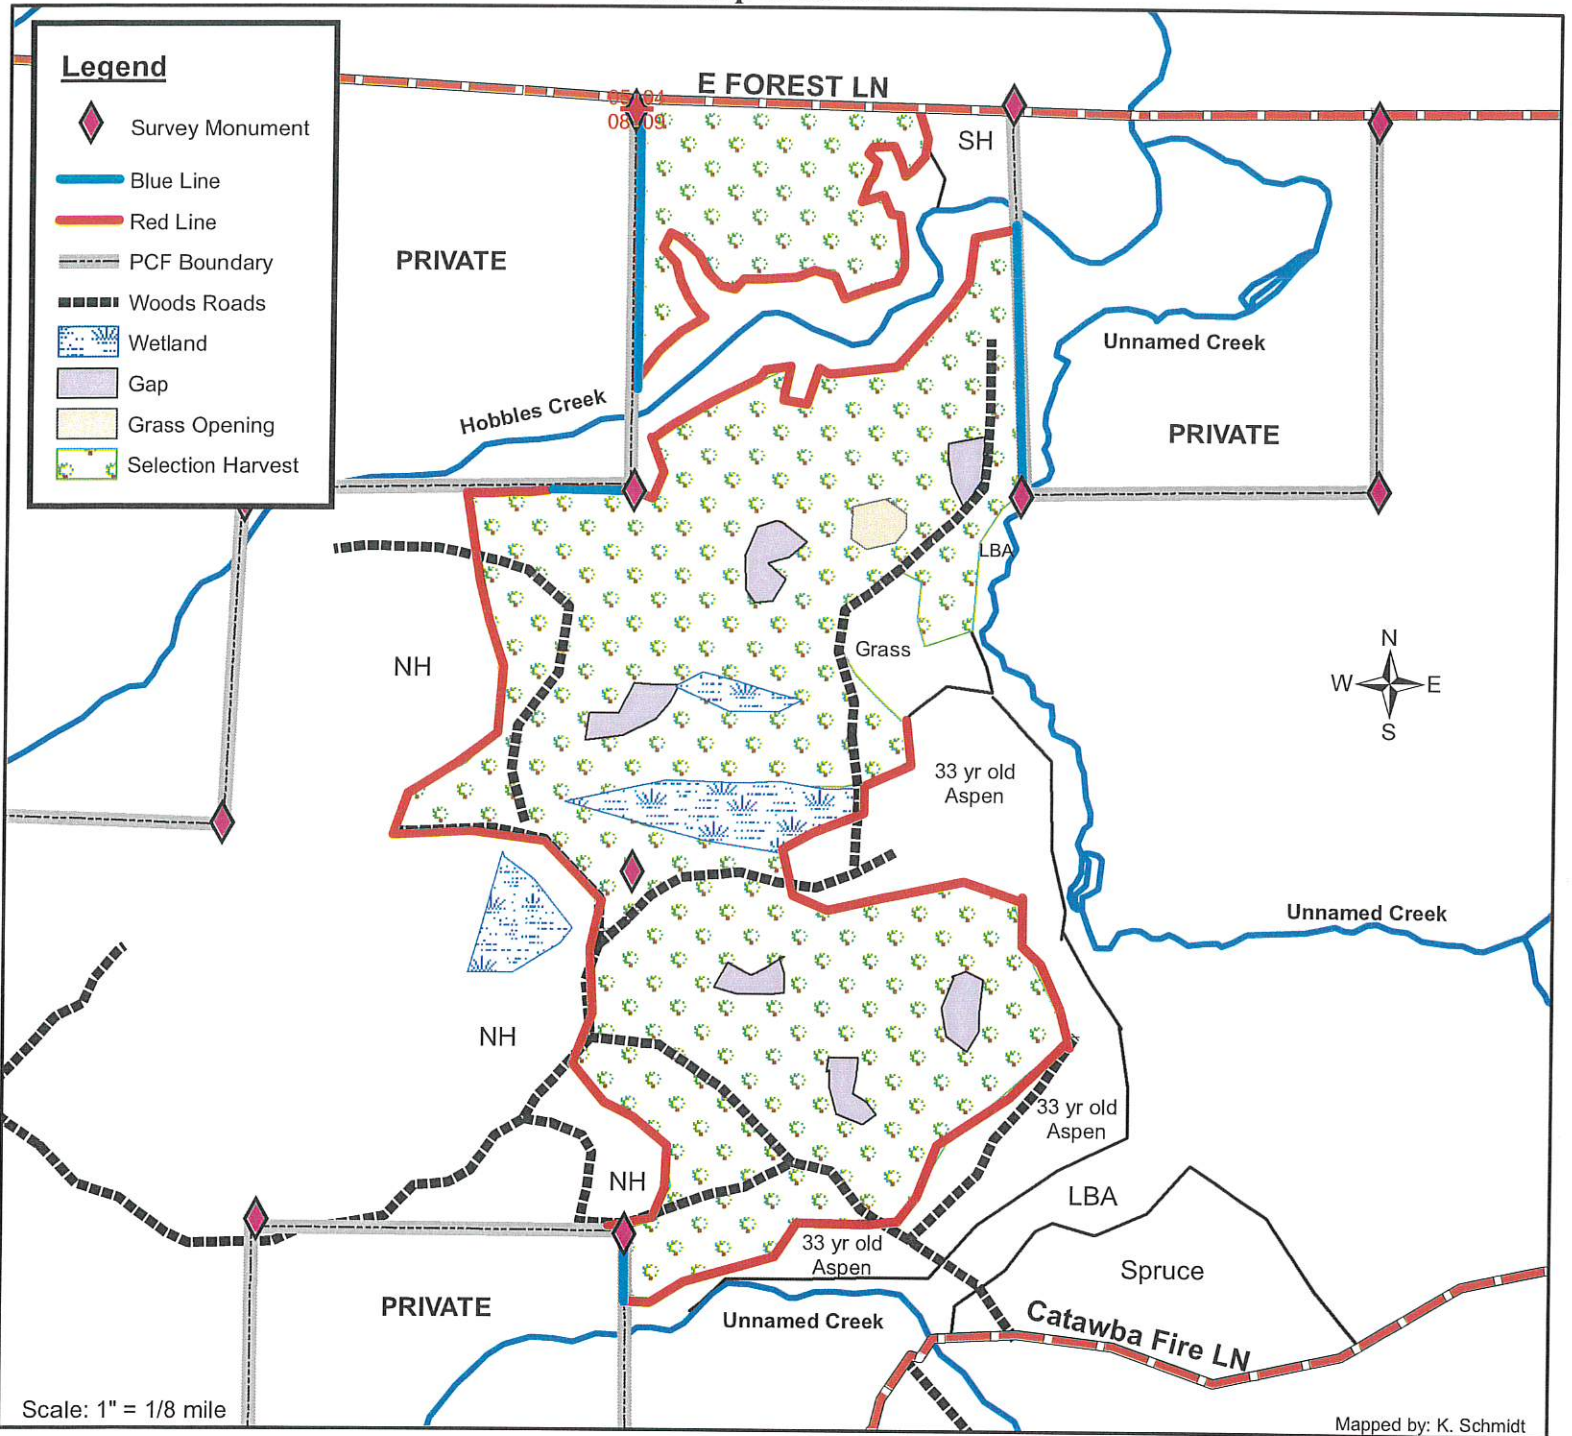 Legend
Survey Monument
Blue Line
Red Line
PCF Boundary
Woods Roads
Wetland
Gap
Grass Opening
Selection Harvest
E FOREST LN
SH
PRIVATE
Unnamed Creek
Hobbles Creek
PRIVATE
LBA
NH
Grass
N
W E
S
33 yr old
Aspen
Unnamed Creek
NH
33 yr old
Aspen
NH
LBA
33 yr old
Aspen
Spruce
PRIVATE
Unnamed Creek
Catawba Fire LN
Scale: 1" = 1/8 mile
Mapped by: K. Schmidt